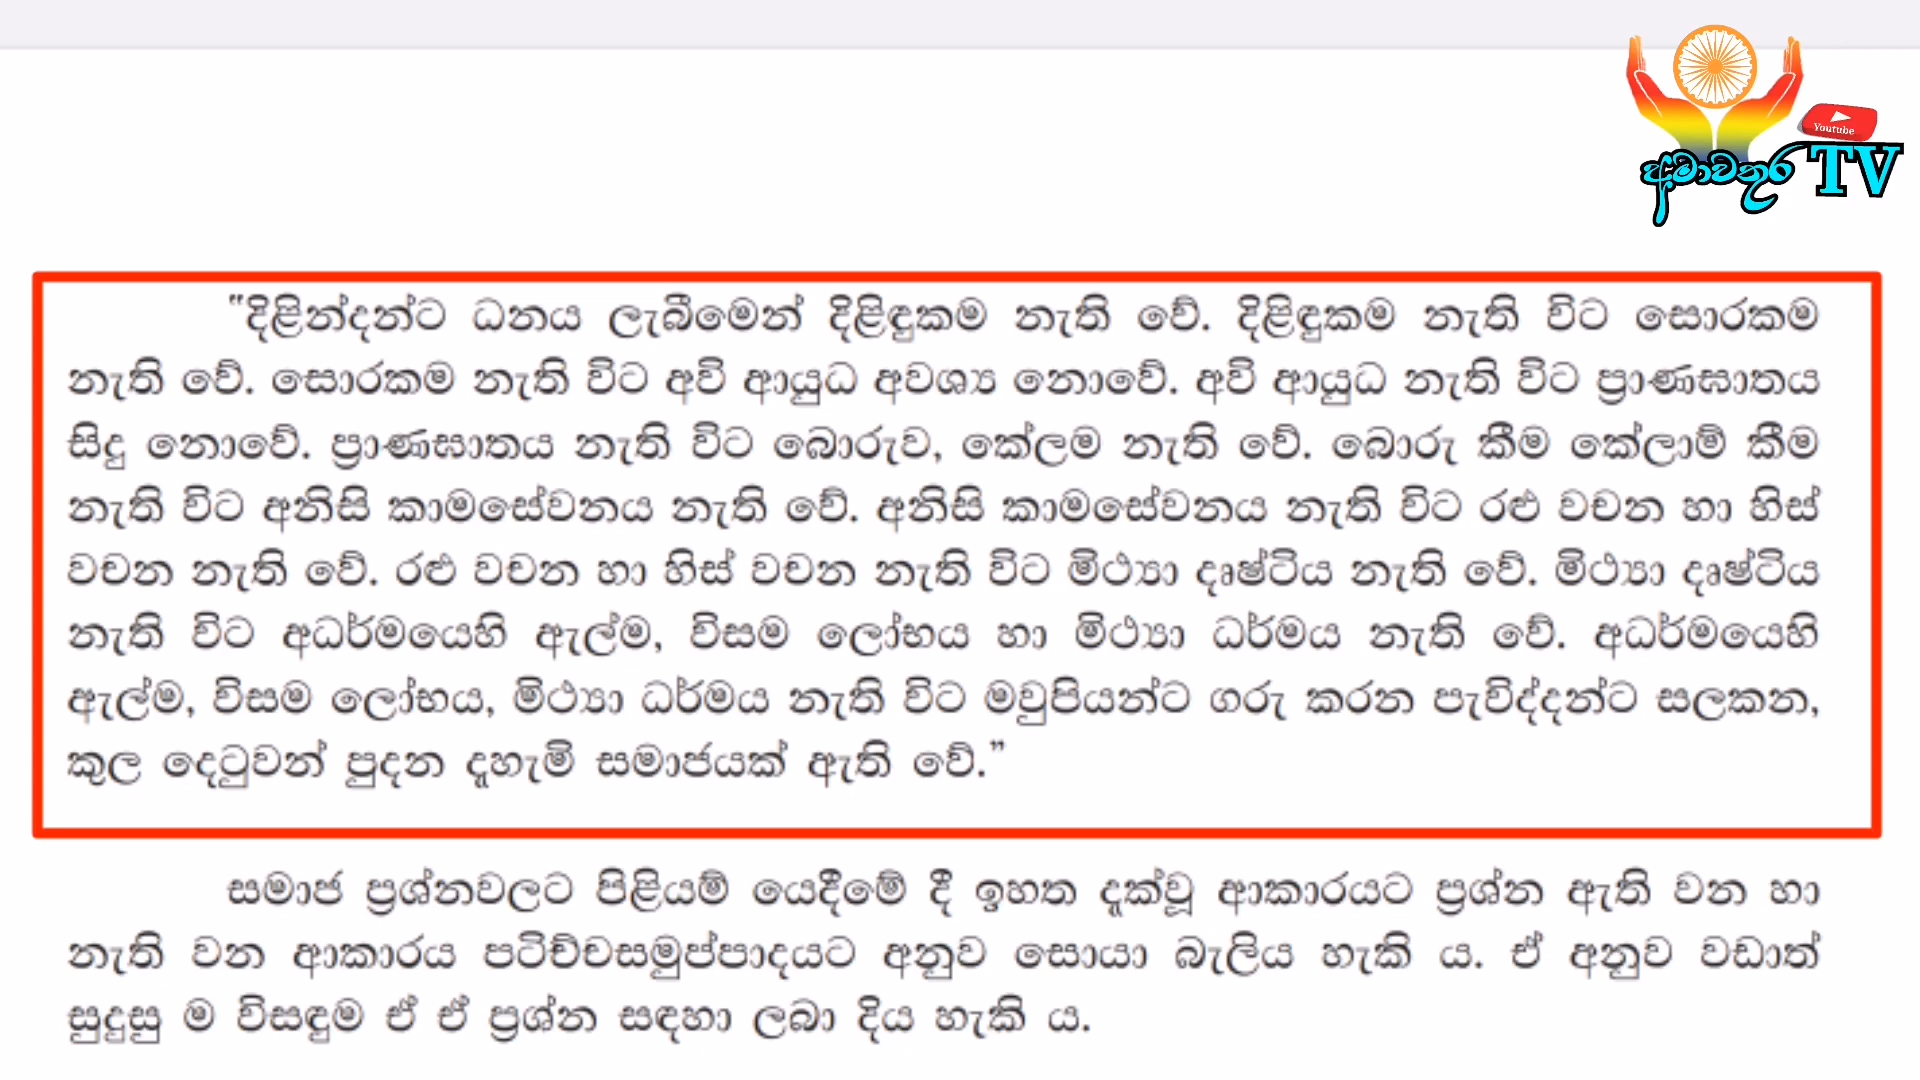 Youtube
අමාවතුර TV
“දිළින්දන්ට ධනය ලැබීමෙන් දිළිඳුකම නැති වේ. දිළිඳුකම නැති විට සොරකම
නැති වේ. සොරකම නැති විට අවි ආයුධ අවශ්‍ය නොවේ. අවි ආයුධ නැති විට ප්‍රාණඝාතය
සිදු නොවේ. ප්‍රාණඝාතය නැති විට බොරුව, කේලම නැති වේ. බොරු කීම කේලාම් කීම
නැති විට අනිසි කාමසේවනය නැති වේ. අනිසි කාමසේවනය නැති විට රළු වචන හා හිස්
වචන නැති වේ. රළු වචන හා හිස් වචන නැති විට මිථ්‍යා දෘෂ්ටිය නැති වේ. මිථ්‍යා දෘෂ්ටිය
නැති විට අධර්මයෙහි ඇල්ම, විසම ලෝභය හා මිථ්‍යා ධර්මය නැති වේ. අධර්මයෙහි
ඇල්ම, විසම ලෝභය, මිථ්‍යා ධර්මය නැති විට මවුපියන්ට ගරු කරන පැවිද්දන්ට සලකන,
කුල දෙටුවන් පුදන දැහැමි සමාජයක් ඇති වේ.”
සමාජ ප්‍රශ්නවලට පිළියම් යෙදීමේ දී ඉහත දැක්වූ ආකාරයට ප්‍රශ්න ඇති වන හා
නැති වන ආකාරය පටිච්චසමුප්පාදයට අනුව සොයා බැලිය හැකි ය. ඒ අනුව වඩාත්
සුදුසු ම විසඳුම ඒ ඒ ප්‍රශ්න සඳහා ලබා දිය හැකි ය.